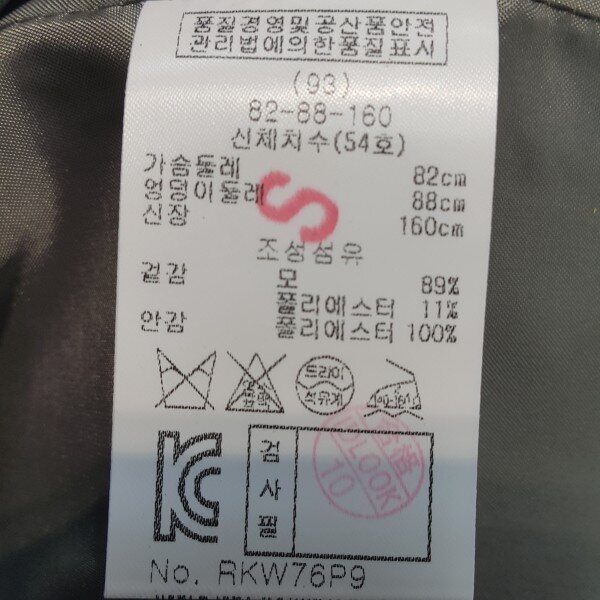 품질경영및공산품안전
관리법에의한품질표시
(93)
82-88-160
신체치수(54호)
가슴둘레 82cm
엉덩이둘레 88cm
신장 160cm
S
조성섬유
겉감 모 89%
폴리에스터 11%
안감 폴리에스터 100%
드라이
석유계
검사필
DLOOK
10
No. RKW76P9